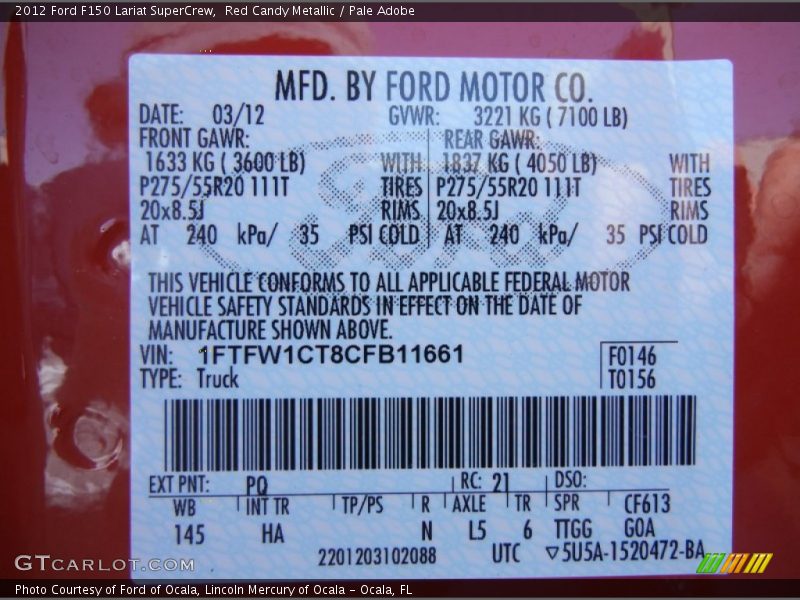 2012 Ford F150 Lariat SuperCrew,  Red Candy Metallic / Pale Adobe
MFD. BY FORD MOTOR CO.
DATE: 03/12 GVWR: 3221 KG ( 7100 LB)
FRONT GAWR: REAR GAWR:
1633 KG ( 3600 LB) WITH 1837 KG ( 4050 LB) WITH
P275/55R20 111T TIRES P275/55R20 111T TIRES
20x8.5J RIMS 20x8.5J RIMS
AT 240 kPa/ 35 PSI COLD AT 240 kPa/ 35 PSI COLD
THIS VEHICLE CONFORMS TO ALL APPLICABLE FEDERAL MOTOR
VEHICLE SAFETY STANDARDS IN EFFECT ON THE DATE OF
MANUFACTURE SHOWN ABOVE.
VIN: 1FTFW1CT8CFB11661 F0146
TYPE: Truck T0156
EXT PNT: PQ RC: 21 DSO:
WB INT TR TP/PS R AXLE TR SPR CF613
145 HA N L5 6 TTGG GOA
2201203102088 UTC ▽5U5A-1520472-BA
GTCARLOT.COM
Photo Courtesy of Ford of Ocala, Lincoln Mercury of Ocala – Ocala, FL